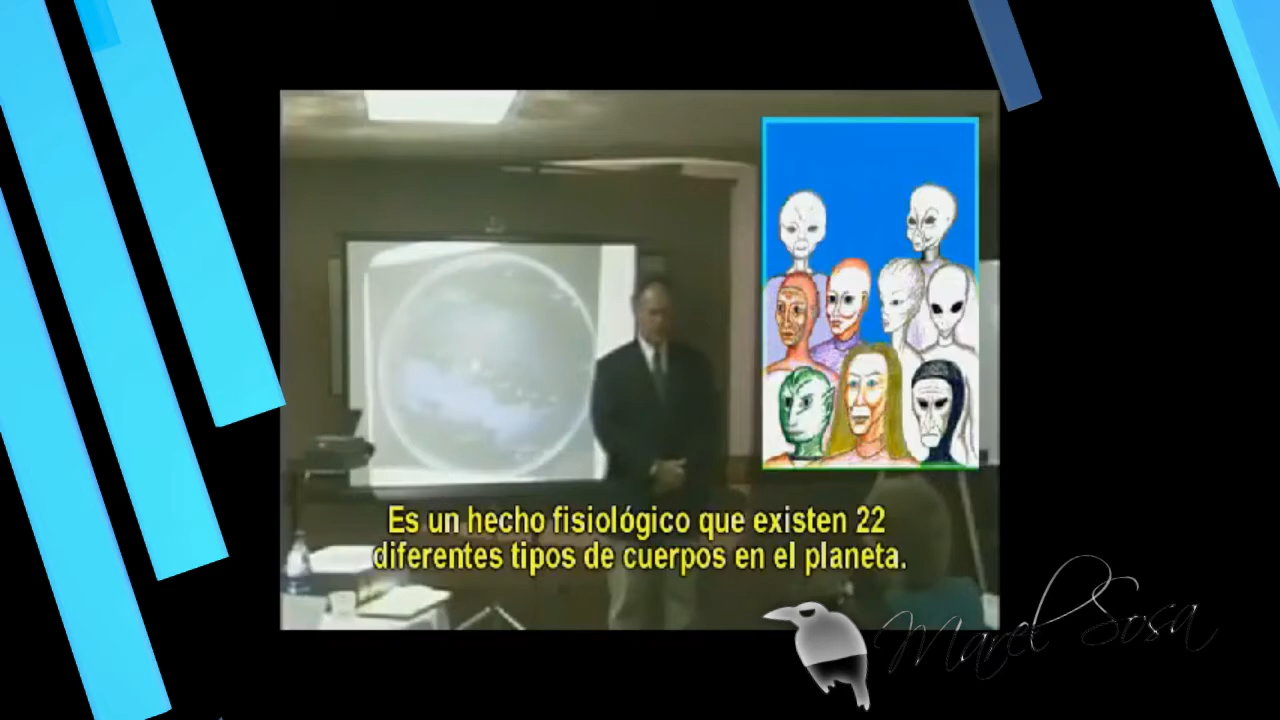 Es un hecho fisiológico que existen 22
diferentes tipos de cuerpos en el planeta.
Marel Sosa